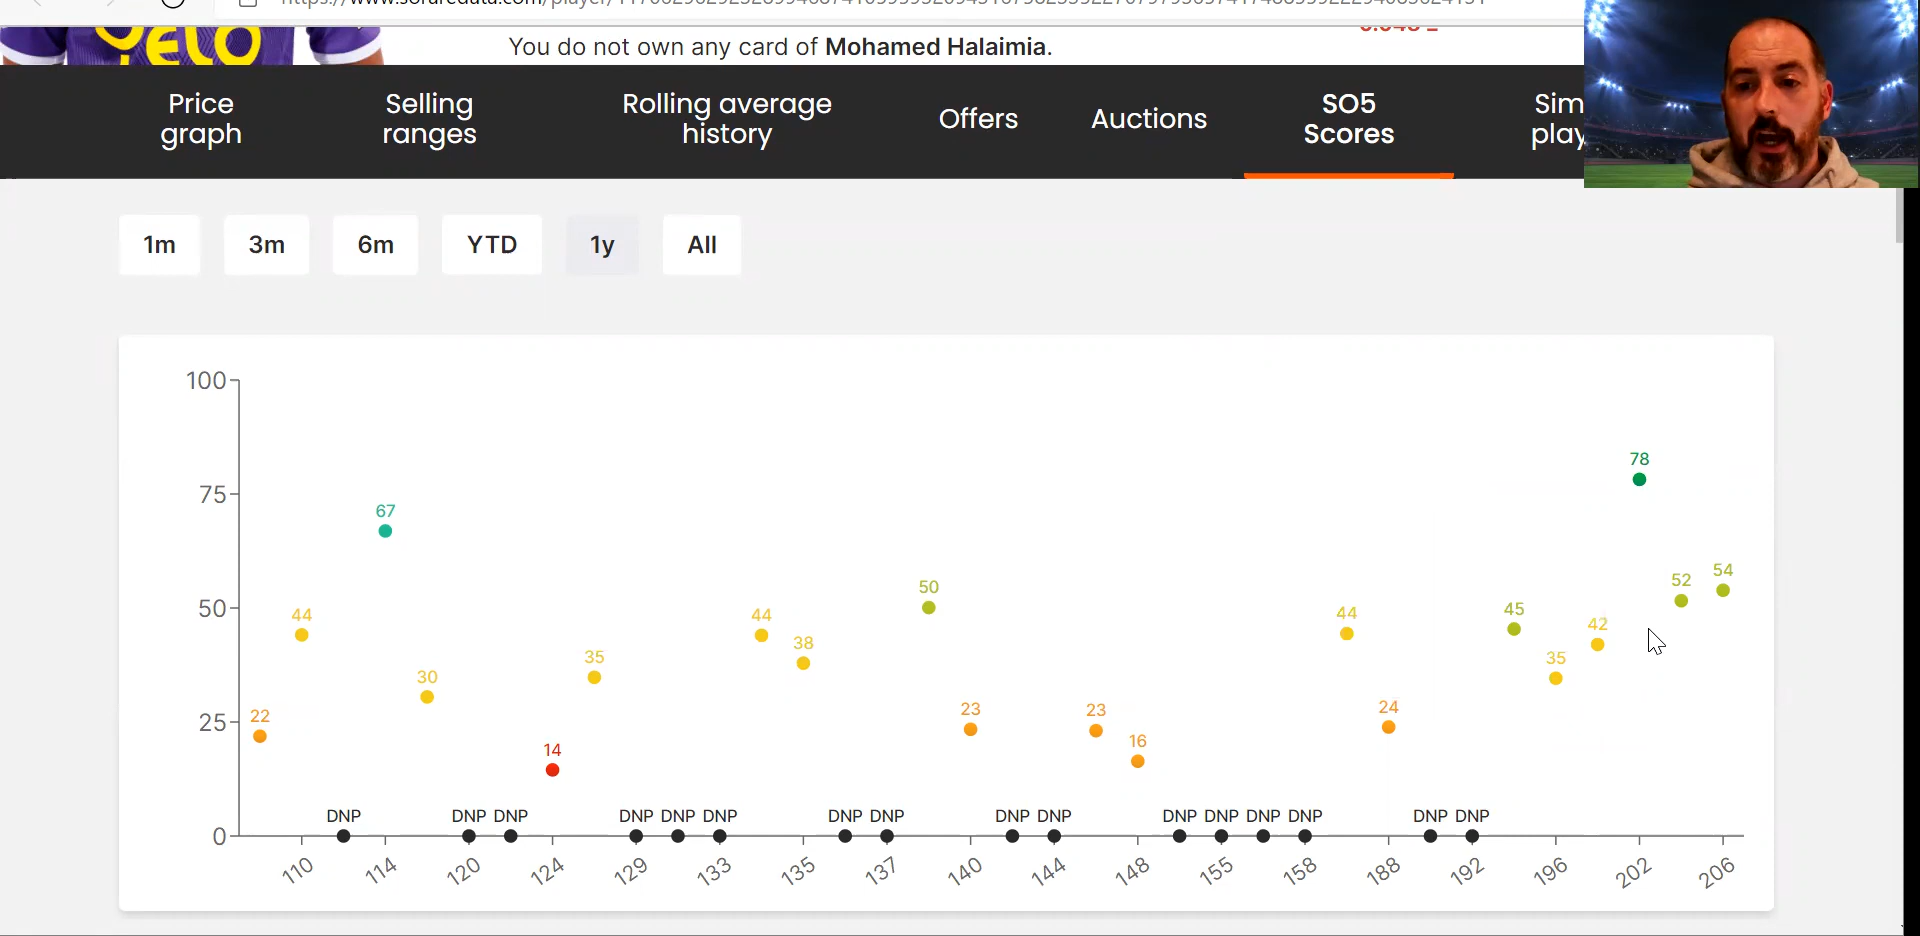 ELO
You do not own any card of Mohamed Halaimia.
Price graph
Selling ranges
Rolling average history
Offers
Auctions
SO5 Scores
1m
3m
6m
YTD
1y
All
100
75
50
25
0
22
44
DNP
67
30
DNP
DNP
14
35
DNP
DNP
DNP
44
38
DNP
DNP
50
23
DNP
DNP
23
16
DNP
DNP
DNP
DNP
44
24
DNP
DNP
45
35
42
78
52
54
110
114
120
124
129
133
135
137
140
144
148
155
158
188
192
196
202
206